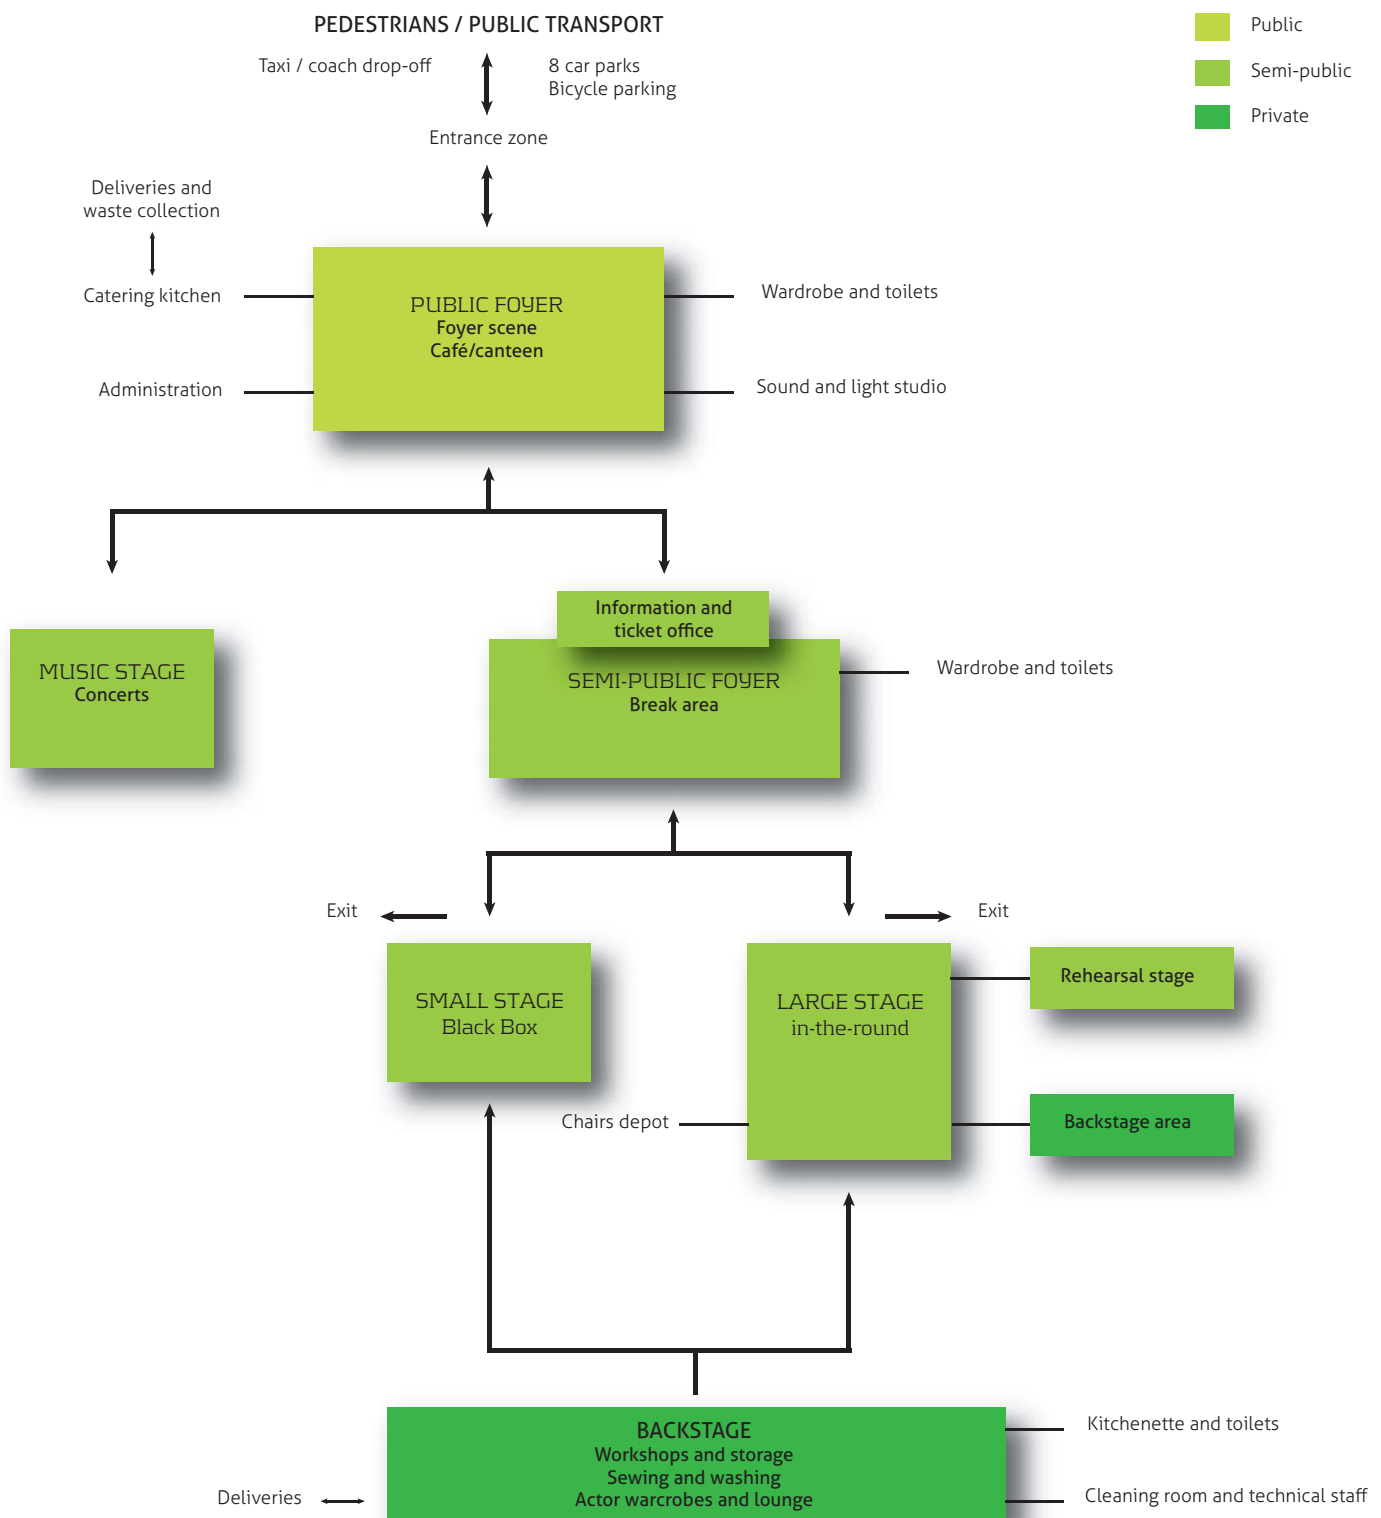 PEDESTRIANS / PUBLIC TRANSPORT
Taxi / coach drop-off
8 car parks
Bicycle parking
Entrance zone
Public
Semi-public
Private
Deliveries and
waste collection
Catering kitchen
Administration
PUBLIC FOYER
Foyer scene
Café/canteen
Wardrobe and toilets
Sound and light studio
MUSIC STAGE
Concerts
Information and
ticket office
SEMI-PUBLIC FOYER
Break area
Wardrobe and toilets
Exit
Exit
SMALL STAGE
Black Box
LARGE STAGE
in-the-round
Rehearsal stage
Chairs depot
Backstage area
BACKSTAGE
Workshops and storage
Sewing and washing
Actor warcrobes and lounge
Kitchenette and toilets
Deliveries
Cleaning room and technical staff